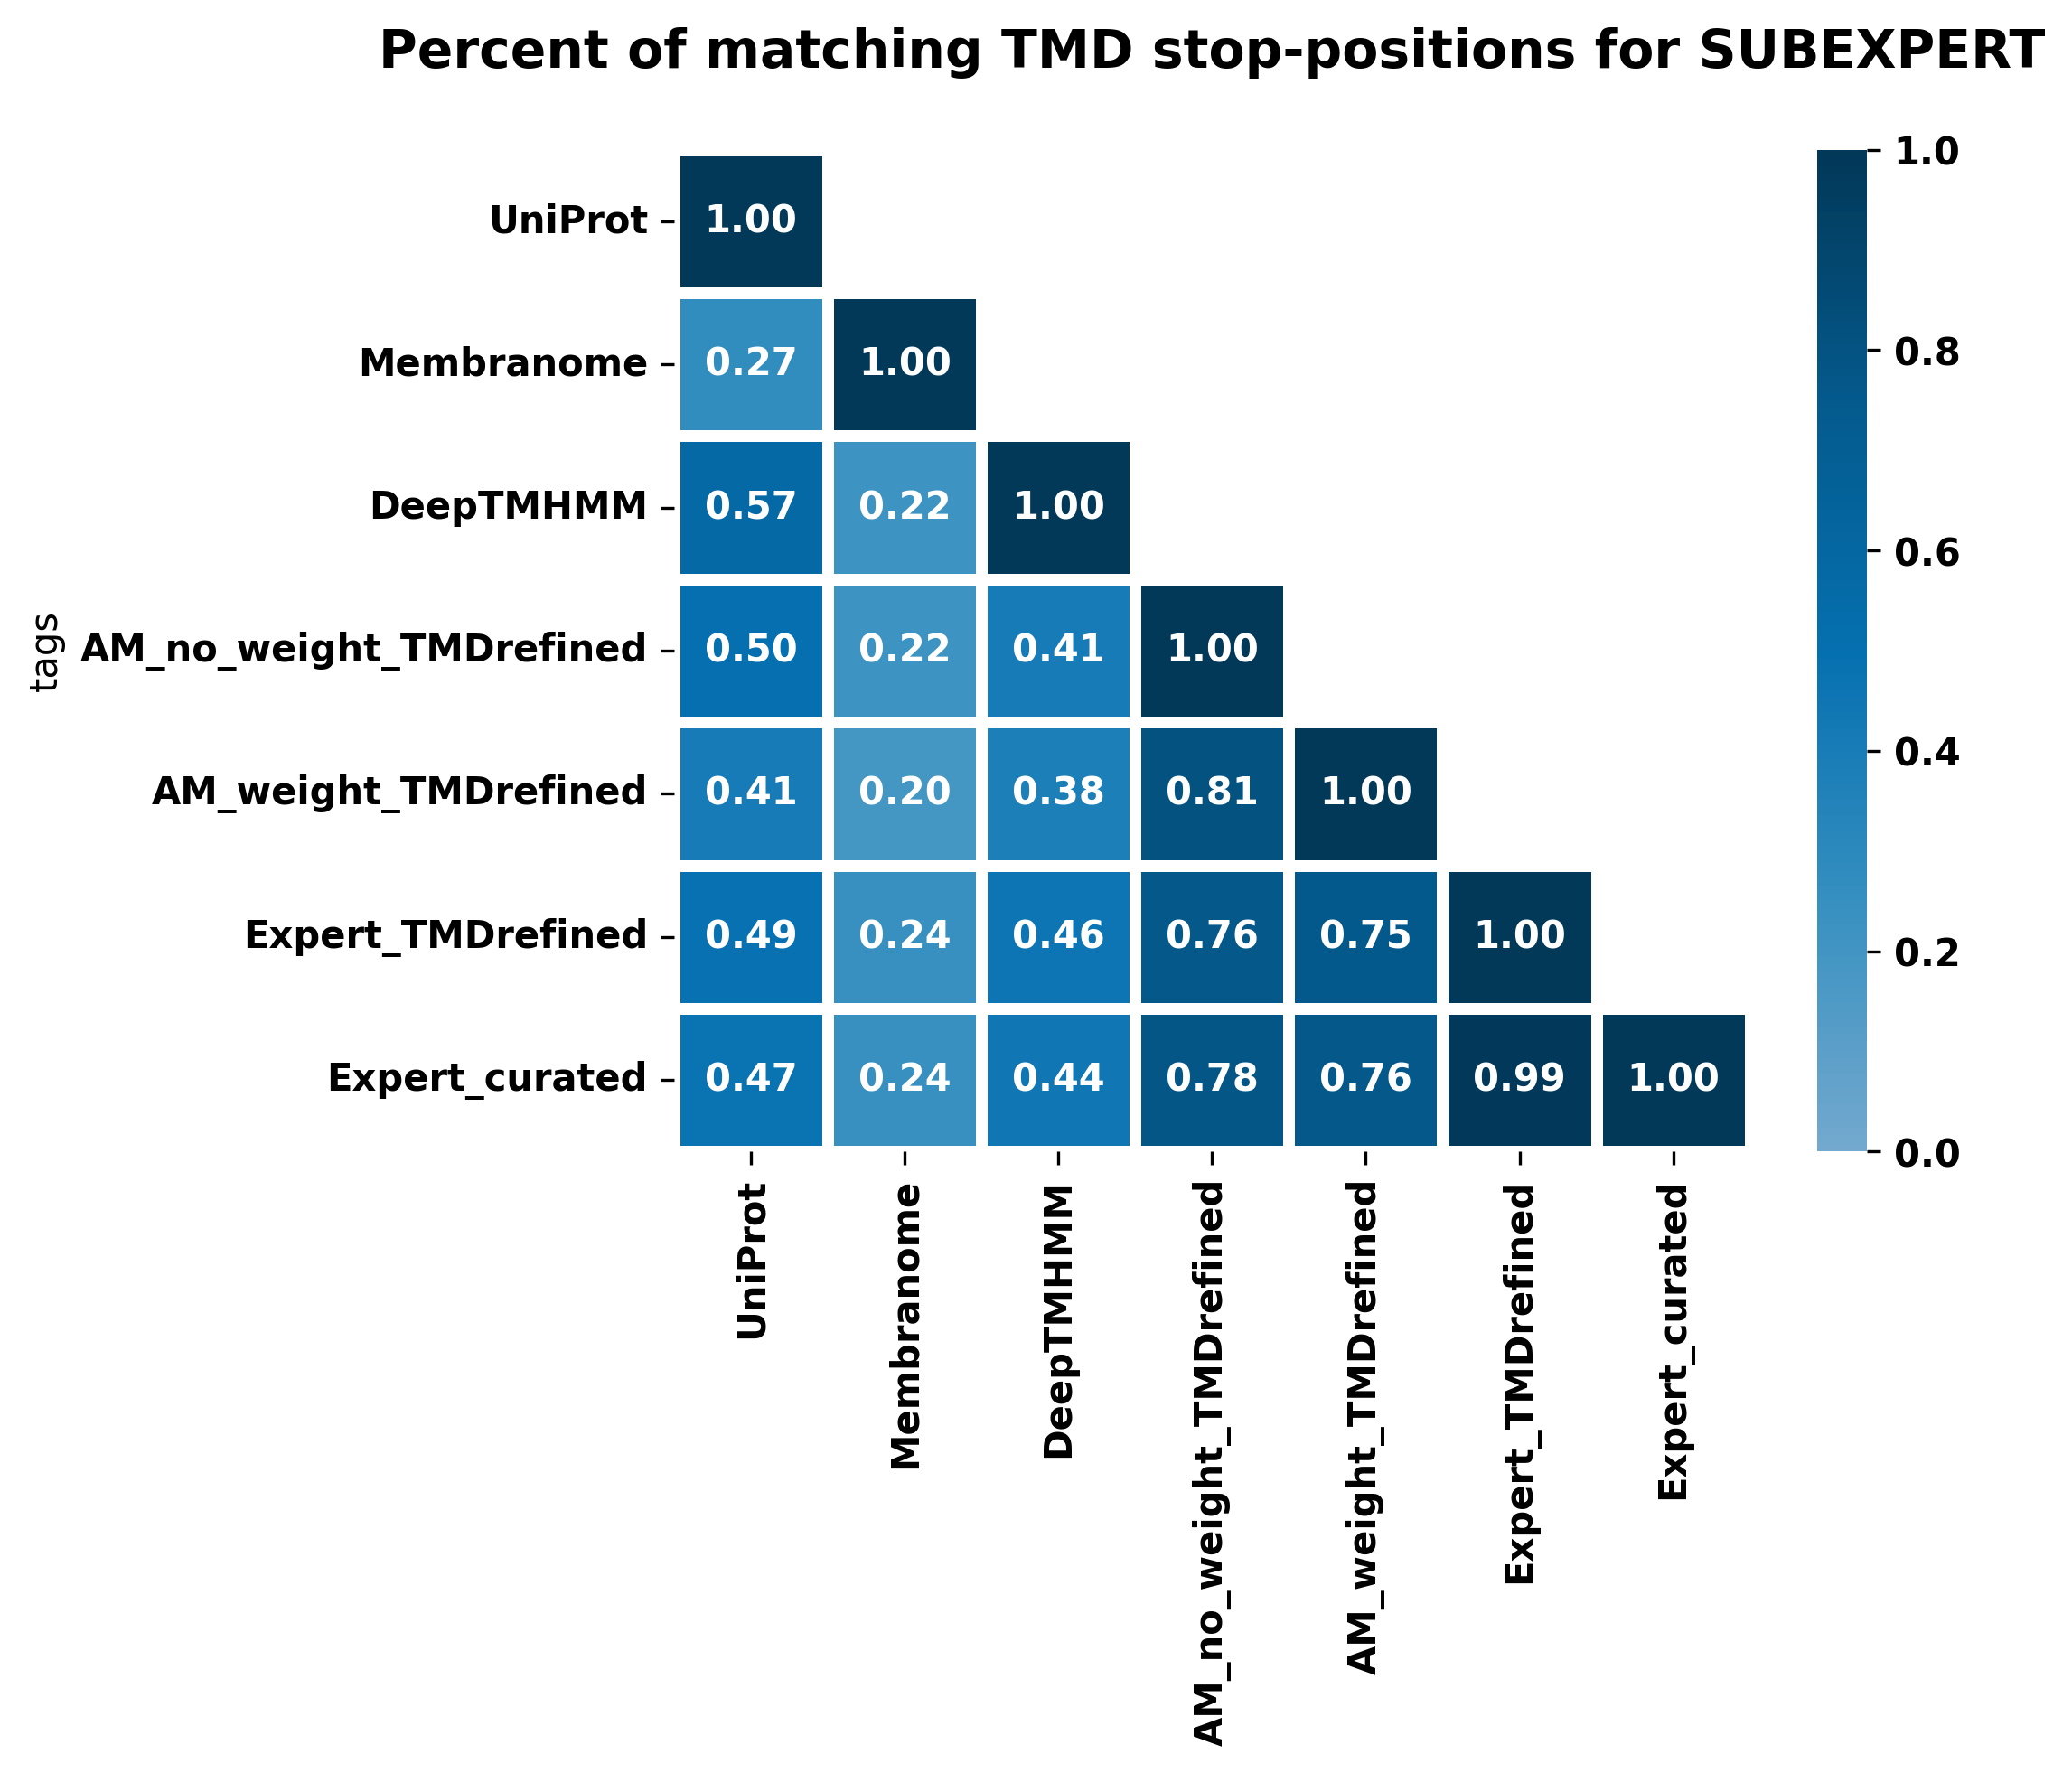 Percent of matching TMD stop-positions for SUBEXPERT
tags
UniProt 1.00
Membranome 0.27 1.00
DeepTMHMM 0.57 0.22 1.00
AM_no_weight_TMDrefined 0.50 0.22 0.41 1.00
AM_weight_TMDrefined 0.41 0.20 0.38 0.81 1.00
Expert_TMDrefined 0.49 0.24 0.46 0.76 0.75 1.00
Expert_curated 0.47 0.24 0.44 0.78 0.76 0.99 1.00
UniProt
Membranome
DeepTMHMM
AM_no_weight_TMDrefined
AM_weight_TMDrefined
Expert_TMDrefined
Expert_curated
1.0
0.8
0.6
0.4
0.2
0.0